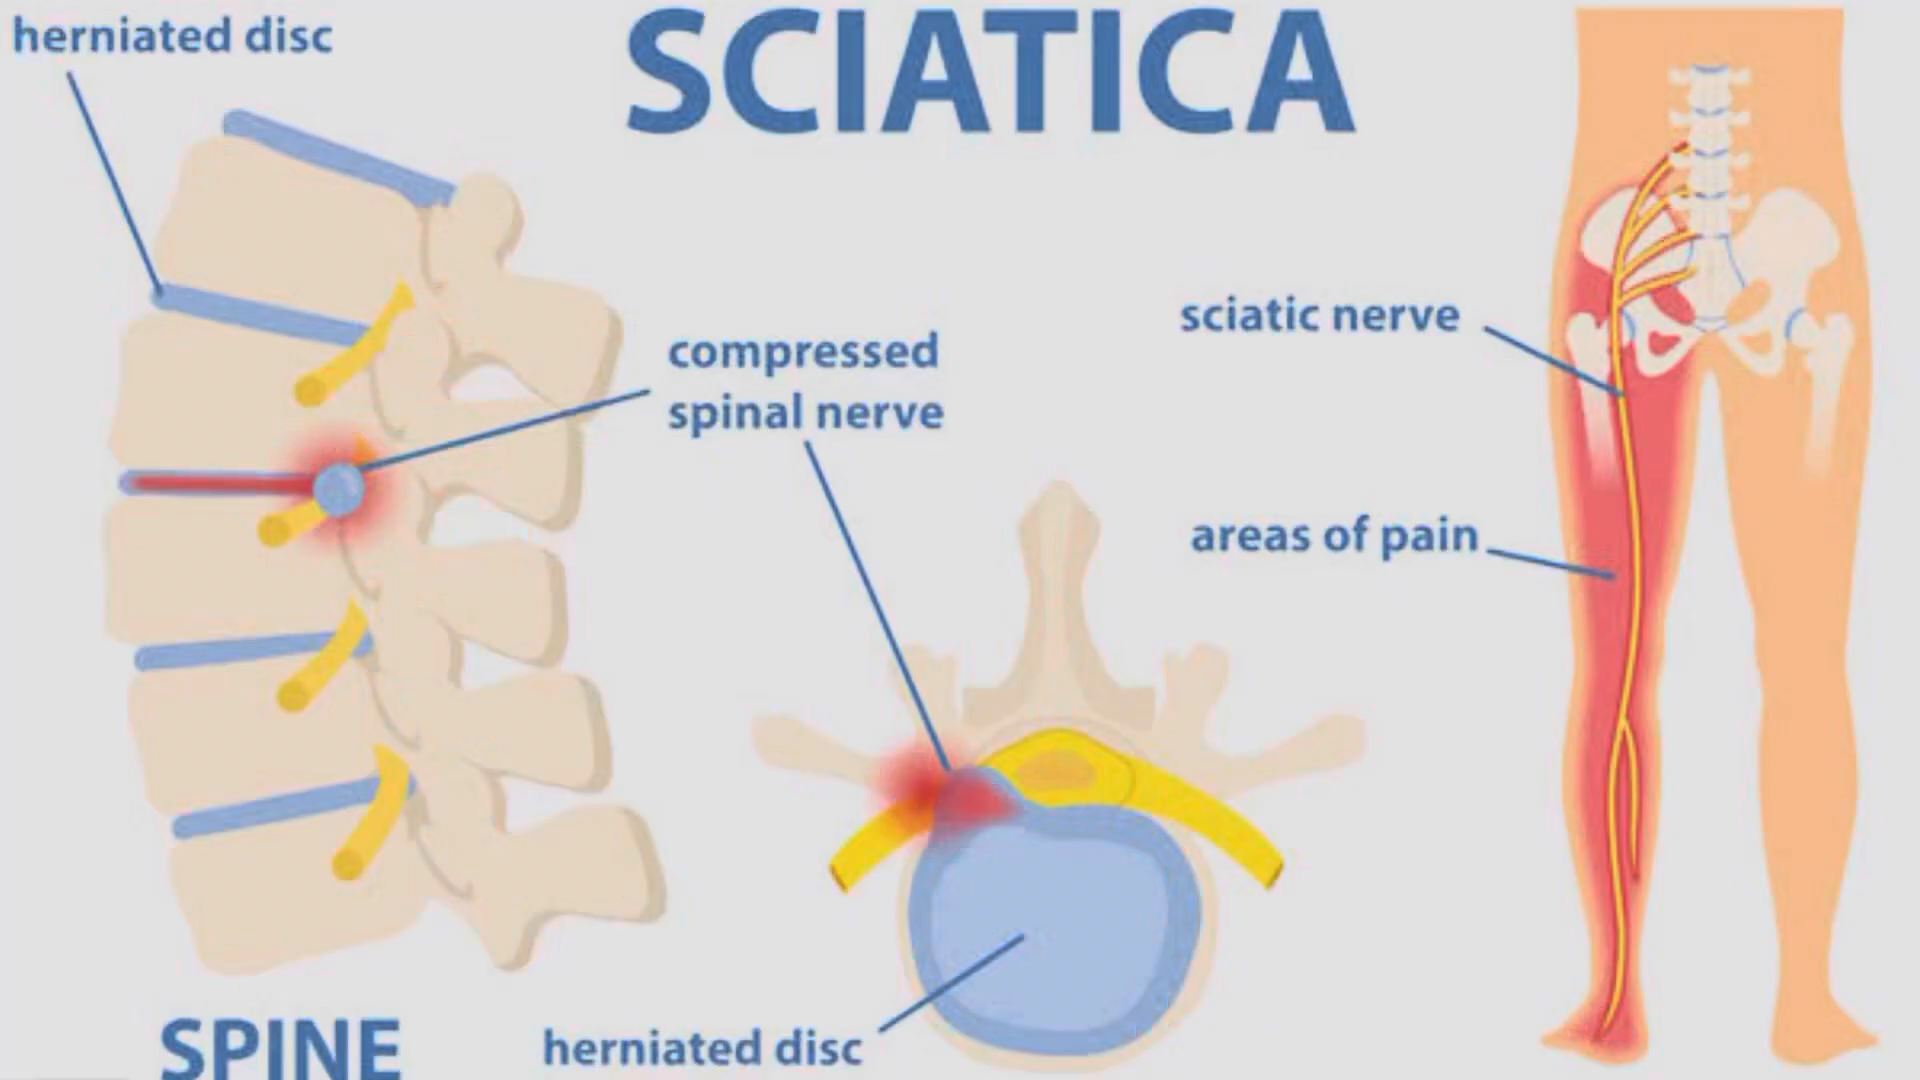 herniated disc
SCIATICA
compressed
spinal nerve
sciatic nerve
areas of pain
herniated disc
SPINE